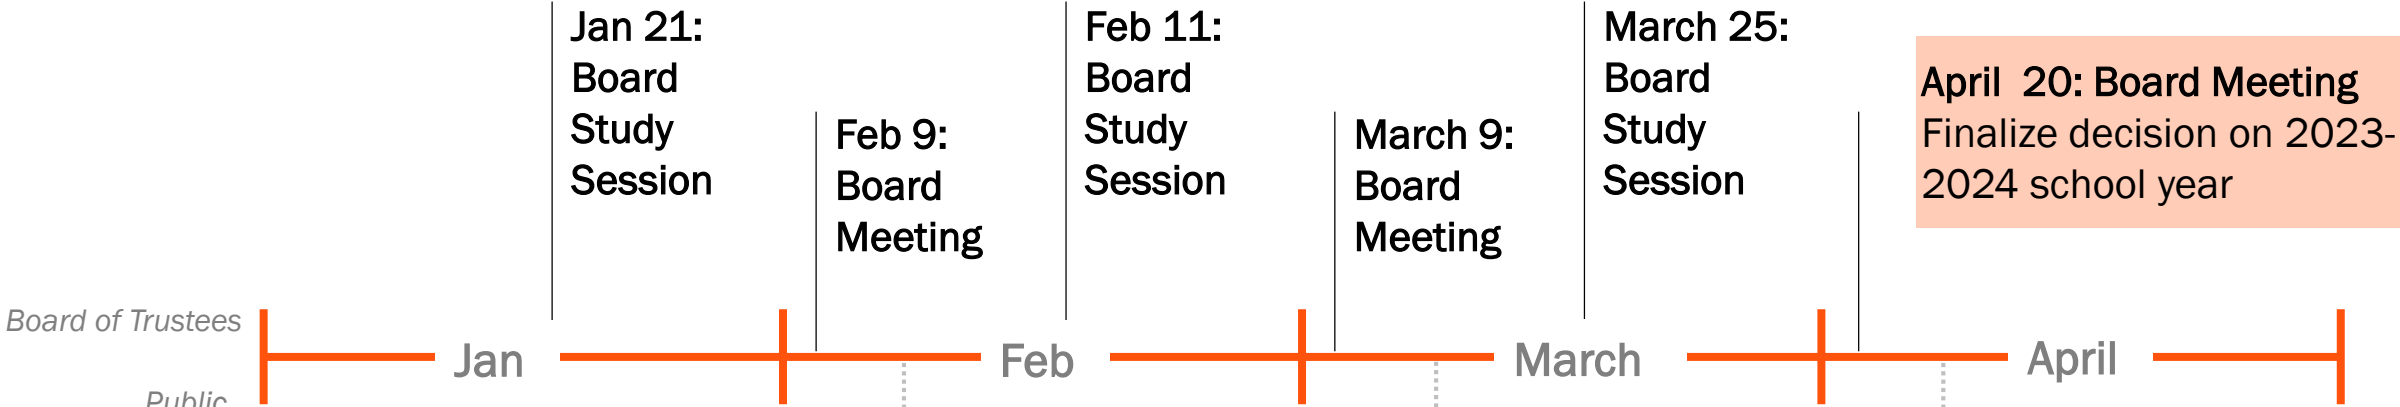 Jan 21:
Board
Study
Session
Feb 9:
Board
Meeting
Feb 11:
Board
Study
Session
March 9:
Board
Meeting
March 25:
Board
Study
Session
April  20: Board Meeting
Finalize decision on 2023-
2024 school year
Board of Trustees
Jan
Feb
March
April
Public